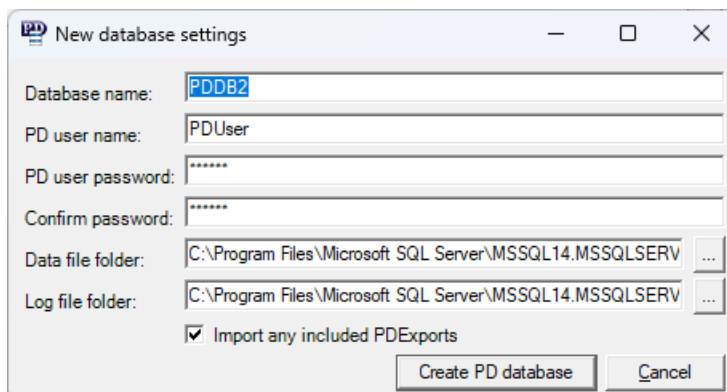 PD New database settings
Database name: PDDB2
PD user name: PDUser
PD user password: ******
Confirm password: ******
Data file folder: C:\Program Files\Microsoft SQL Server\MSSQL14.MSSQLSERV ...
Log file folder: C:\Program Files\Microsoft SQL Server\MSSQL14.MSSQLSERV ...
Import any included PDExports
Create PD database Cancel